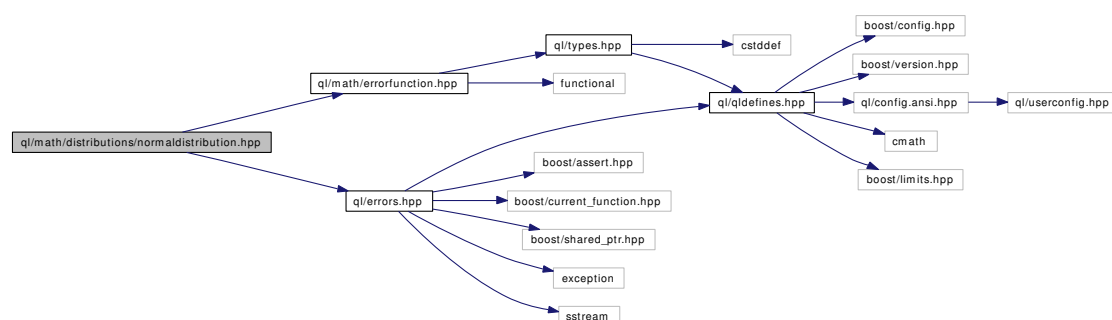 boost/config.hpp
ql/types.hpp
cstddef
boost/version.hpp
ql/math/errorfunction.hpp
functional
ql/qldefines.hpp
ql/config.ansi.hpp
ql/userconfig.hpp
ql/math/distributions/normaldistribution.hpp
cmath
boost/assert.hpp
boost/limits.hpp
ql/errors.hpp
boost/current_function.hpp
boost/shared_ptr.hpp
exception
sstream